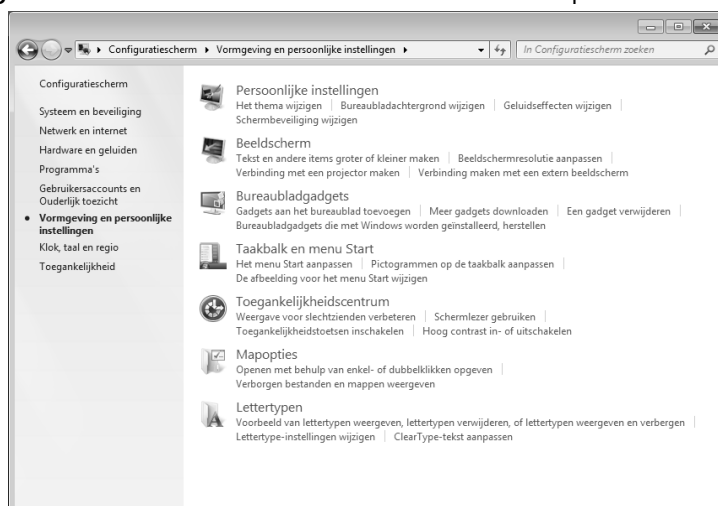 Configuratiescherm ▸ Vormgeving en persoonlijke instellingen ▸
In Configuratiescherm zoeken
Configuratiescherm
Systeem en beveiliging
Netwerk en internet
Hardware en geluiden
Programma's
Gebruikersaccounts en
Ouderlijk toezicht
Vormgeving en persoonlijke
instellingen
Klok, taal en regio
Toegankelijkheid
Persoonlijke instellingen
Het thema wijzigen | Bureaubladachtergrond wijzigen | Geluidseffecten wijzigen |
Schermbeveiliging wijzigen
Beeldscherm
Tekst en andere items groter of kleiner maken | Beeldschermresolutie aanpassen |
Verbinding met een projector maken | Verbinding maken met een extern beeldscherm
Bureaubladgadgets
Gadgets aan het bureaublad toevoegen | Meer gadgets downloaden | Een gadget verwijderen |
Bureaubladgadgets die met Windows worden geïnstalleerd, herstellen
Taakbalk en menu Start
Het menu Start aanpassen | Pictogrammen op de taakbalk aanpassen |
De afbeelding voor het menu Start wijzigen
Toegankelijkheidscentrum
Weergave voor slechtzienden verbeteren | Schermlezer gebruiken |
Toegankelijkheidstoetsen inschakelen | Hoog contrast in- of uitschakelen
Mapopties
Openen met behulp van enkel- of dubbelklikken opgeven |
Verborgen bestanden en mappen weergeven
Lettertypen
Voorbeeld van lettertypen weergeven, lettertypen verwijderen, of lettertypen weergeven en verbergen |
Lettertype-instellingen wijzigen | ClearType-tekst aanpassen